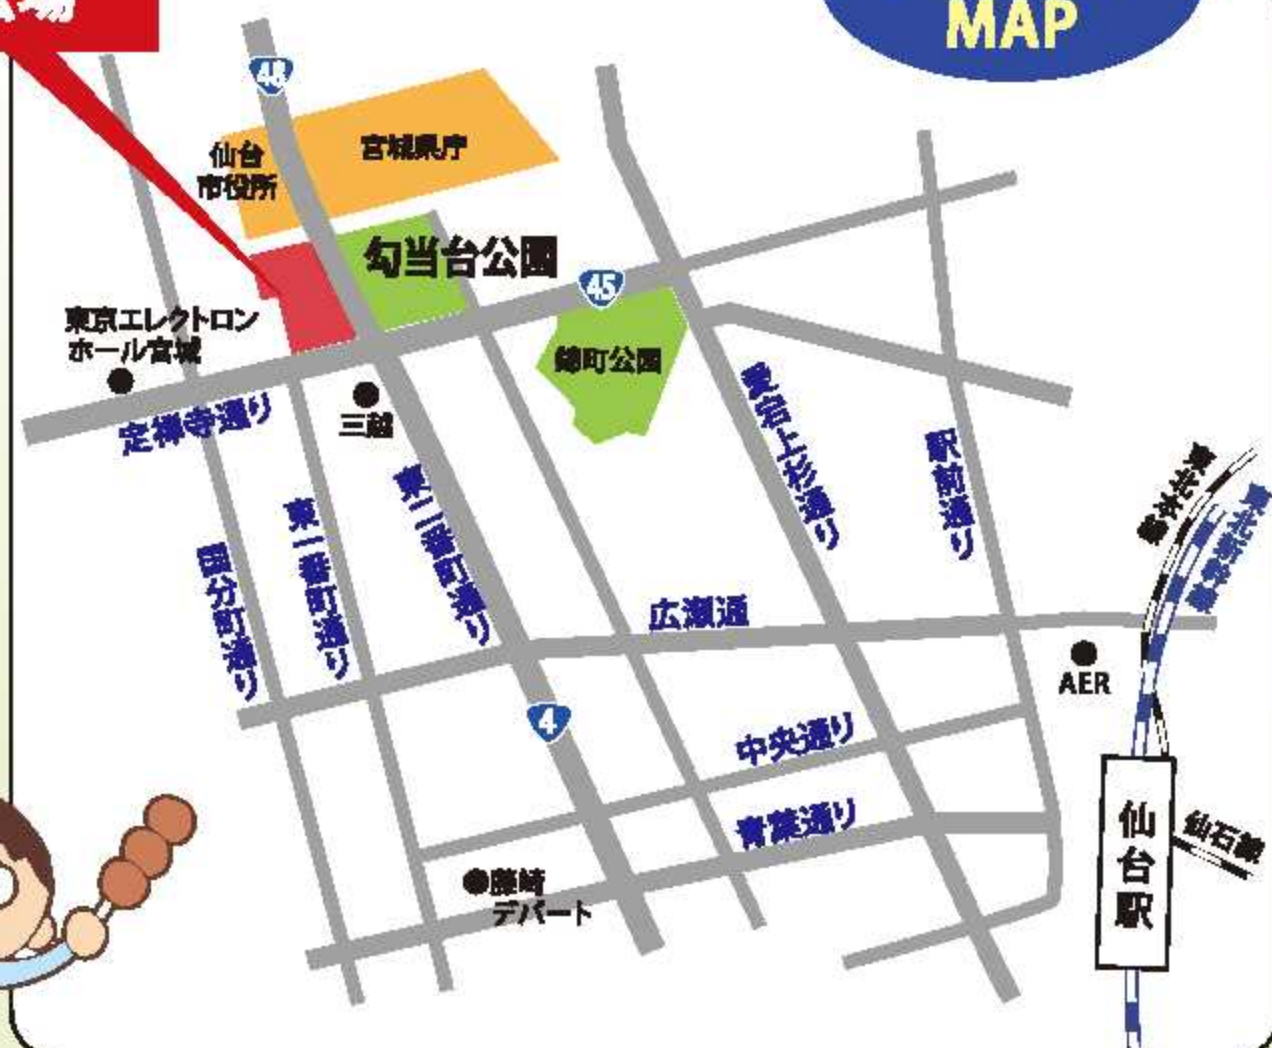 場
MAP
48
仙台
市役所
宮城県庁
勾当台公園
45
東京エレクトロン
ホール宮城
錦町公園
定禅寺通り
三越
愛宕上杉通り
駅前通り
東二番町通り
東一番町通り
国分町通り
東北本線
東北新幹線
広瀬通
AER
4
中央通り
青葉通り
仙台駅
仙石線
藤崎
デパート